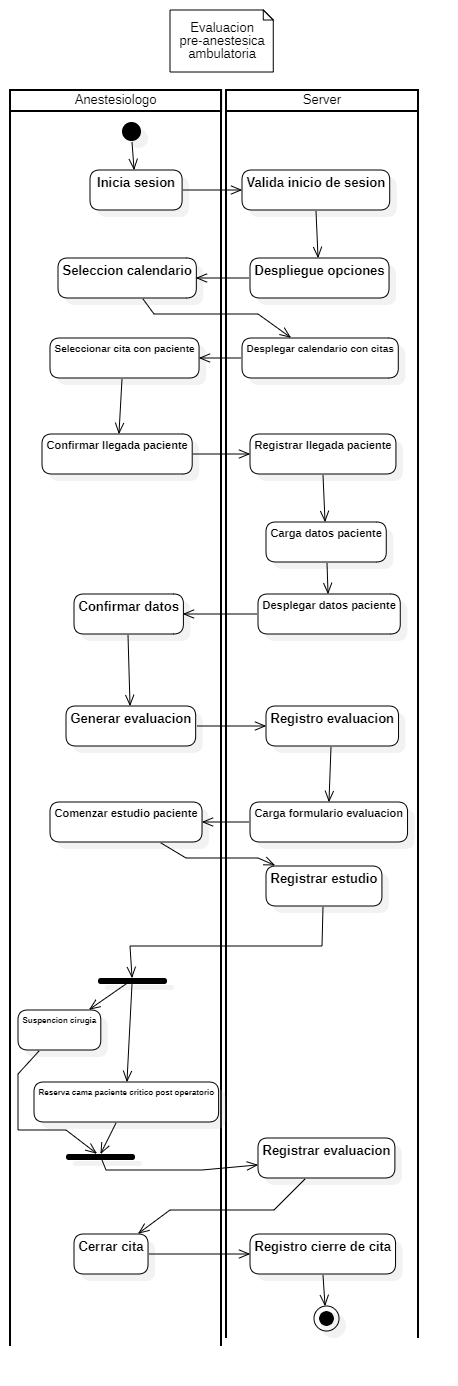 Evaluacion
pre-anestesica
ambulatoria
Anestesiologo
Server
Inicia sesion
Valida inicio de sesion
Seleccion calendario
Despliegue opciones
Seleccionar cita con paciente
Desplegar calendario con citas
Confirmar llegada paciente
Registrar llegada paciente
Carga datos paciente
Confirmar datos
Desplegar datos paciente
Generar evaluacion
Registro evaluacion
Comenzar estudio paciente
Carga formulario evaluacion
Registrar estudio
Suspencion cirugia
Reserva cama paciente critico post operatorio
Registrar evaluacion
Cerrar cita
Registro cierre de cita